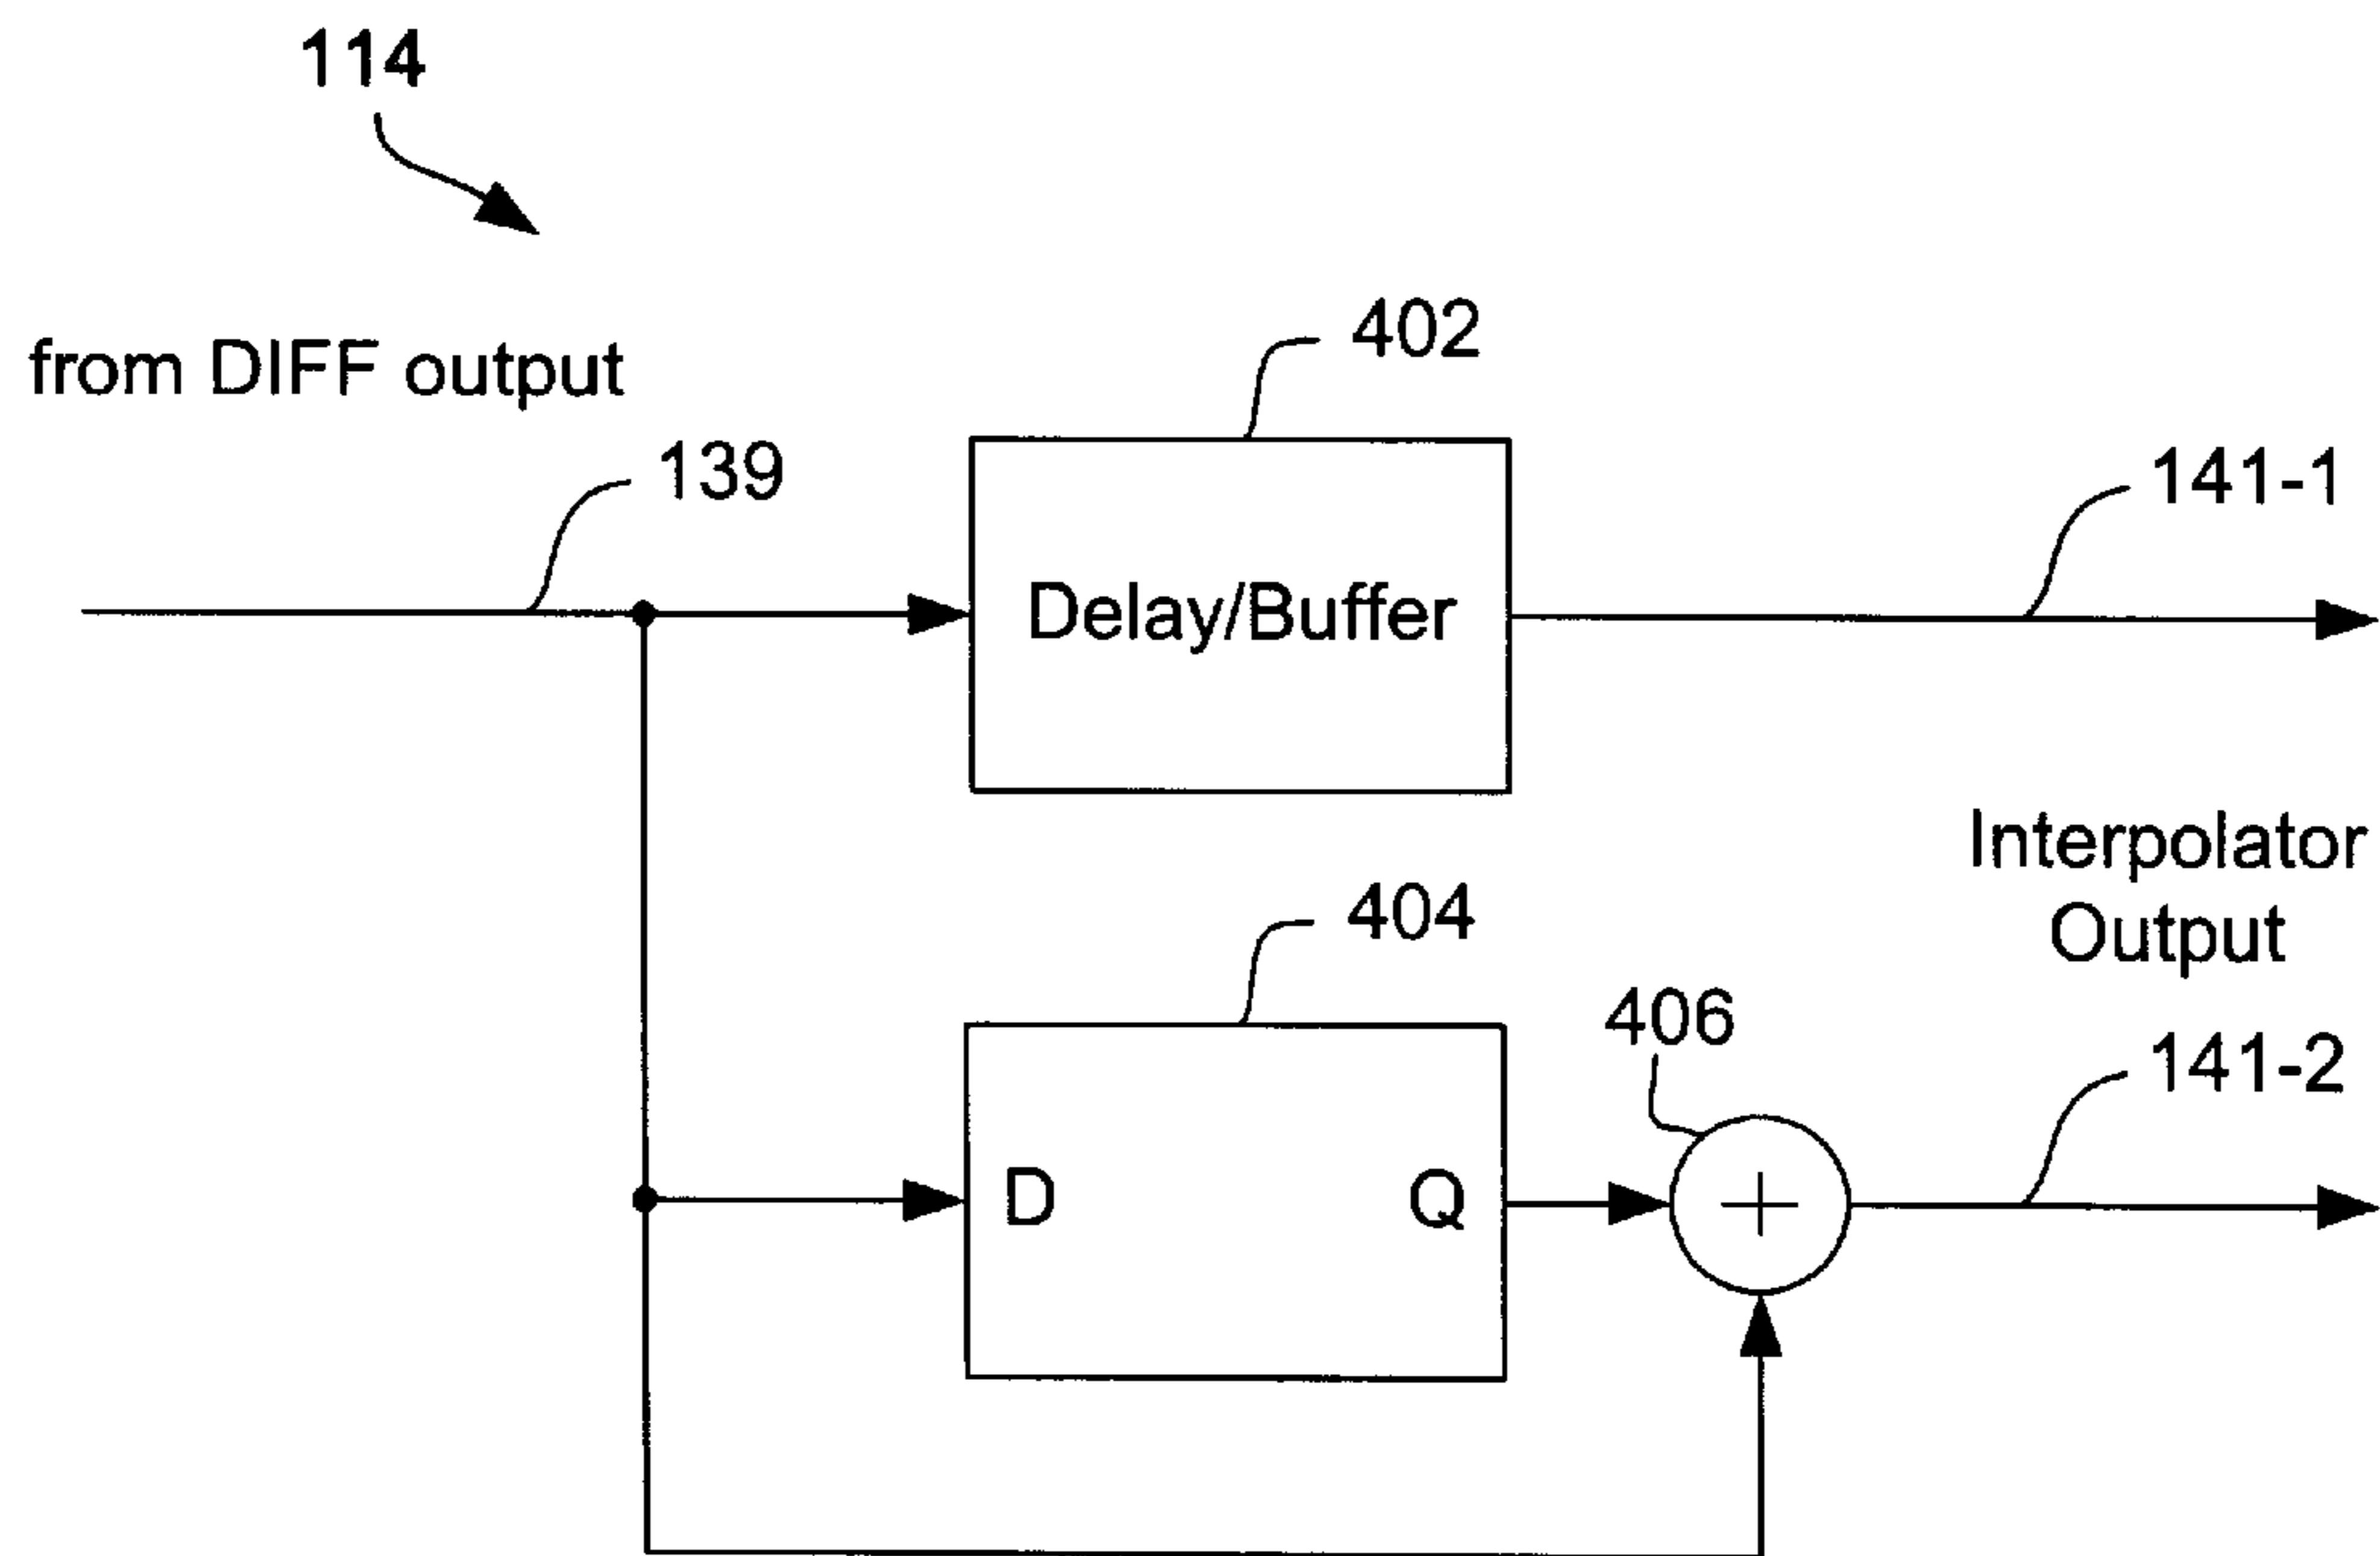 114
from DIFF output
139
402
Delay/Buffer
141-1
Interpolator
Output
404
406
141-2
D
Q
+